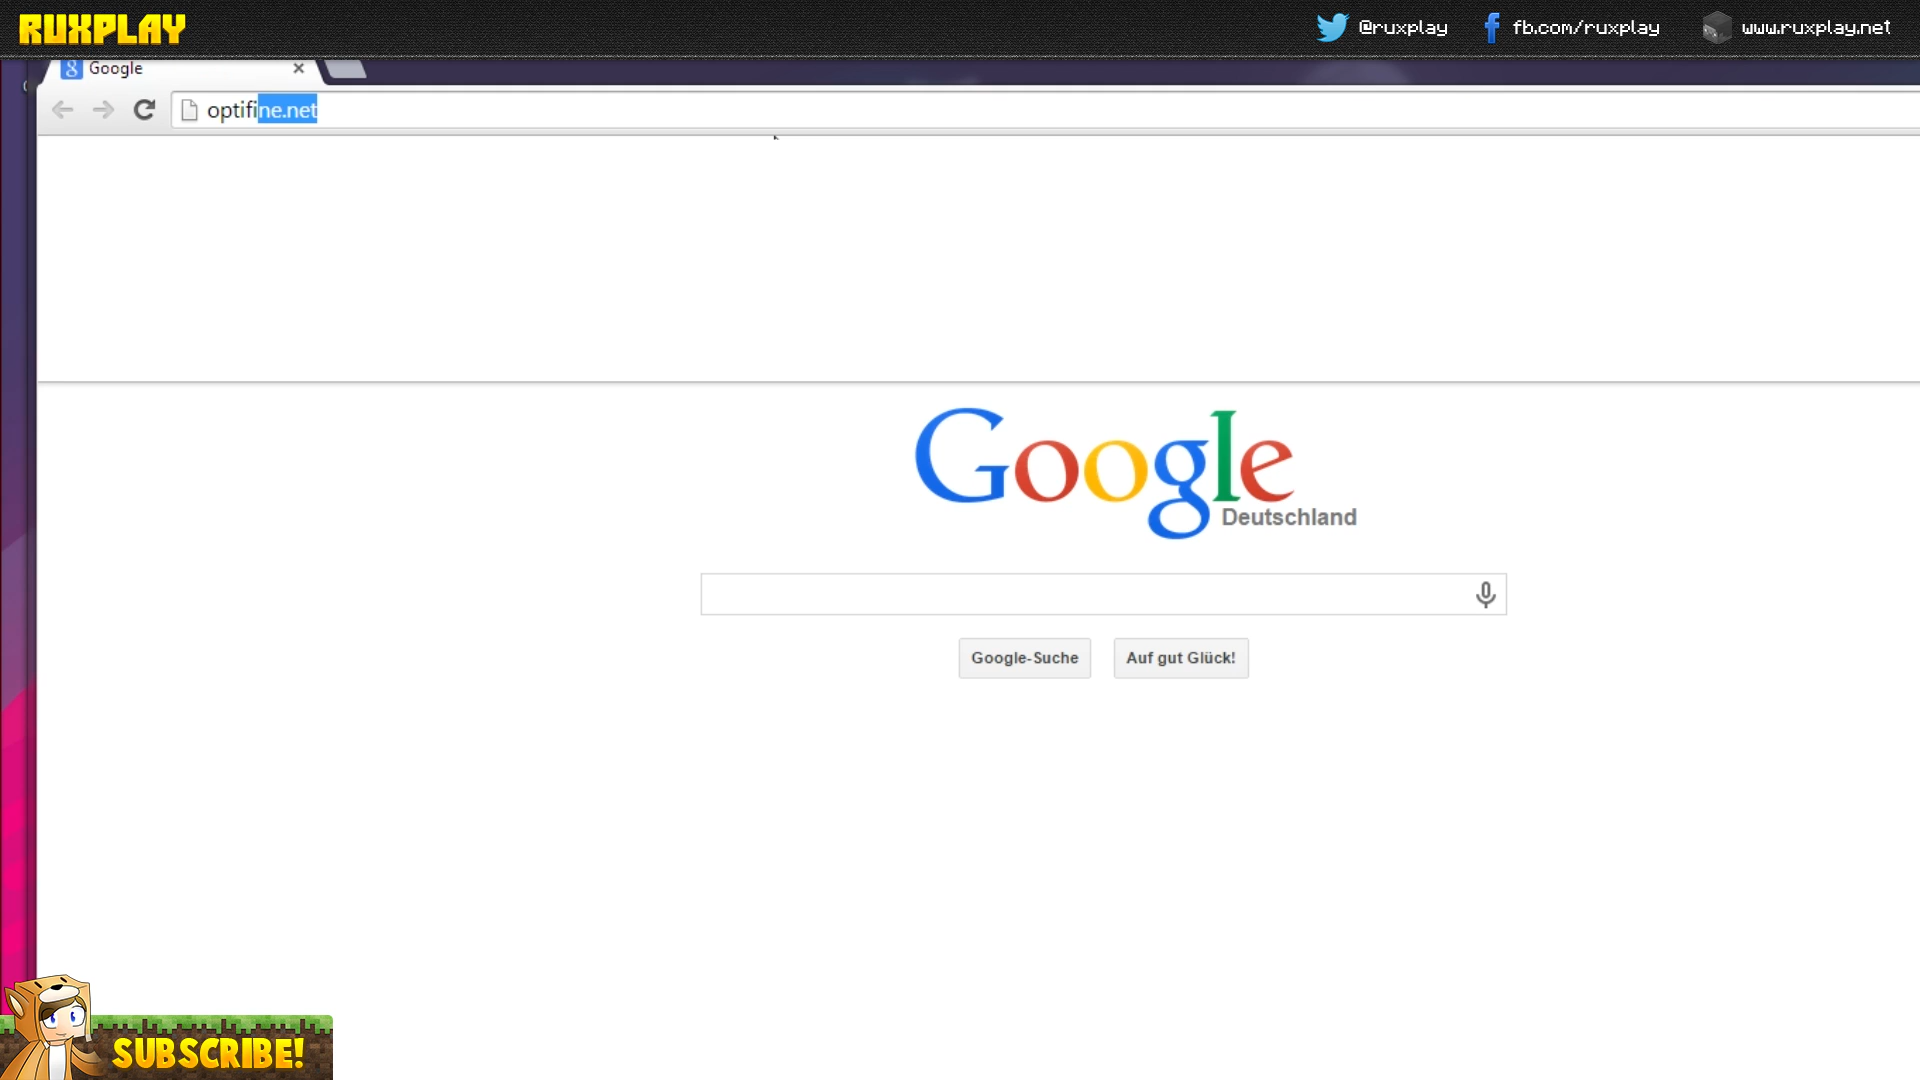 RUXPLAY
@ruxplay
fb.com/ruxplay
www.ruxplay.net
Google
optifine.net
Google
Deutschland
Google-Suche
Auf gut Glück!
SUBSCRIBE!